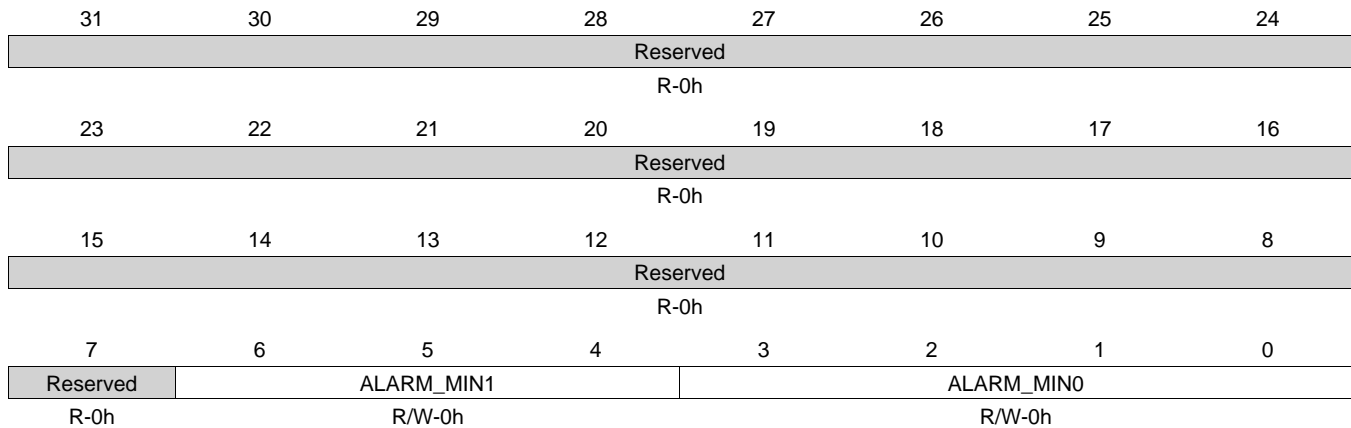 31 30 29 28 27 26 25 24
Reserved
R-0h
23 22 21 20 19 18 17 16
Reserved
R-0h
15 14 13 12 11 10 9 8
Reserved
R-0h
7 6 5 4 3 2 1 0
Reserved ALARM_MIN1 ALARM_MIN0
R-0h R/W-0h R/W-0h